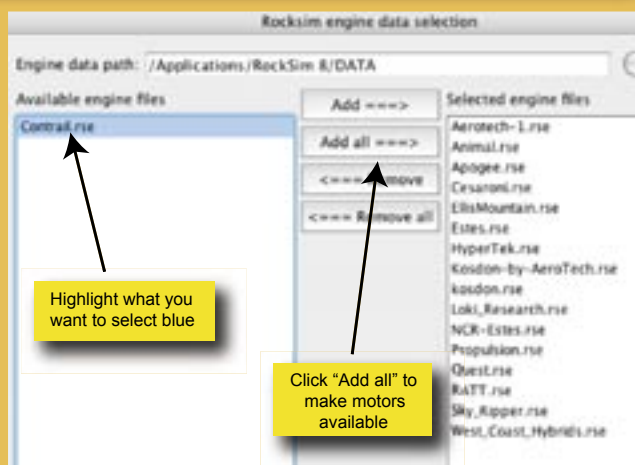 Rocksim engine data selection
Engine data path: /Applications/RockSim 8/DATA
Available engine files
Contrail.rse
Add ===>
Add all ===>
<=== Remove all
Selected engine files
Aerotech-1.rse
Animal.rse
Apogee.rse
Cesaroni.rse
EllisMountain.rse
Estes.rse
HyperTek.rse
Kosdon-by-AeroTech.rse
kosdon.rse
Loki_Research.rse
NCR-Estes.rse
Propulsion.rse
Quest.rse
RATT.rse
Sky_Ripper.rse
West_Coast_Hybrids.rse
Highlight what you
want to select blue
Click “Add all” to
make motors
available